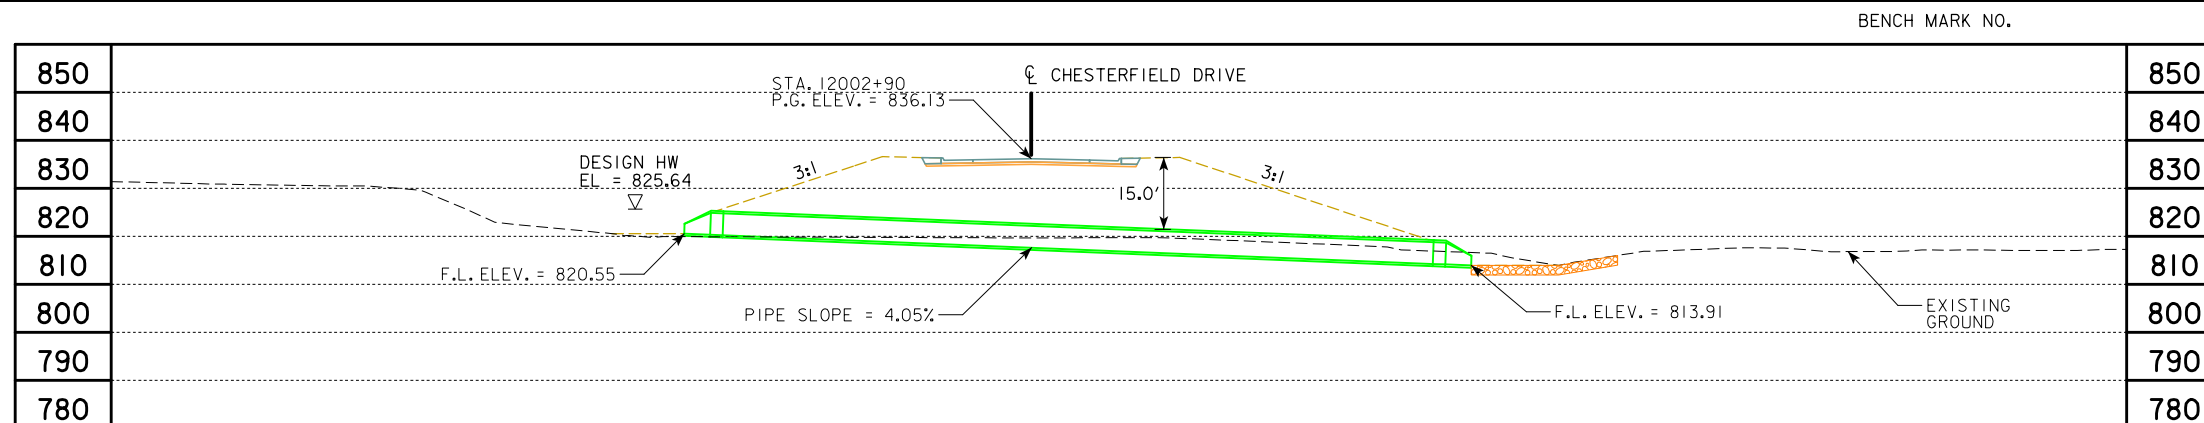 BENCH MARK NO.
850
850
℄ CHESTERFIELD DRIVE
STA. 12002+90
P.G. ELEV. = 836.13
840
840
DESIGN HW
EL = 825.64
3:1
3:1
830
830
15.0'
820
820
F.L. ELEV. = 820.55
810
810
PIPE SLOPE = 4.05%
F.L. ELEV. = 813.91
EXISTING
GROUND
800
800
790
790
780
780